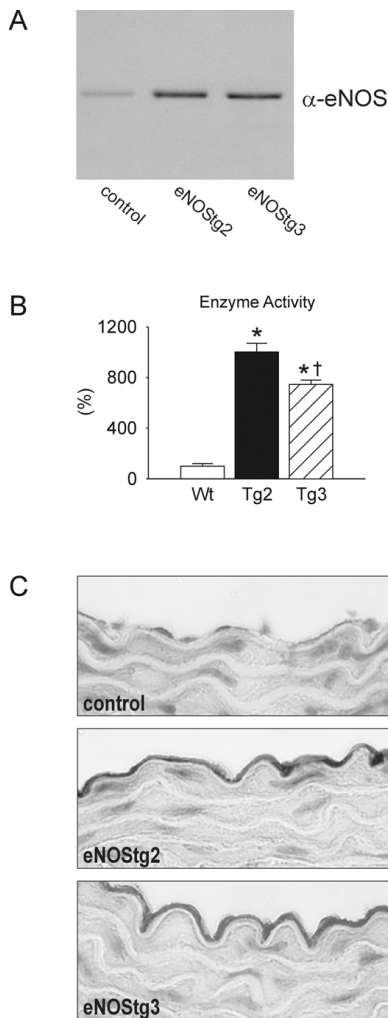 A
α-eNOS
control
eNOStg2
eNOStg3
B
Enzyme Activity
1200
800
400
0
(%)
*
*†
Wt
Tg2
Tg3
C
control
eNOStg2
eNOStg3